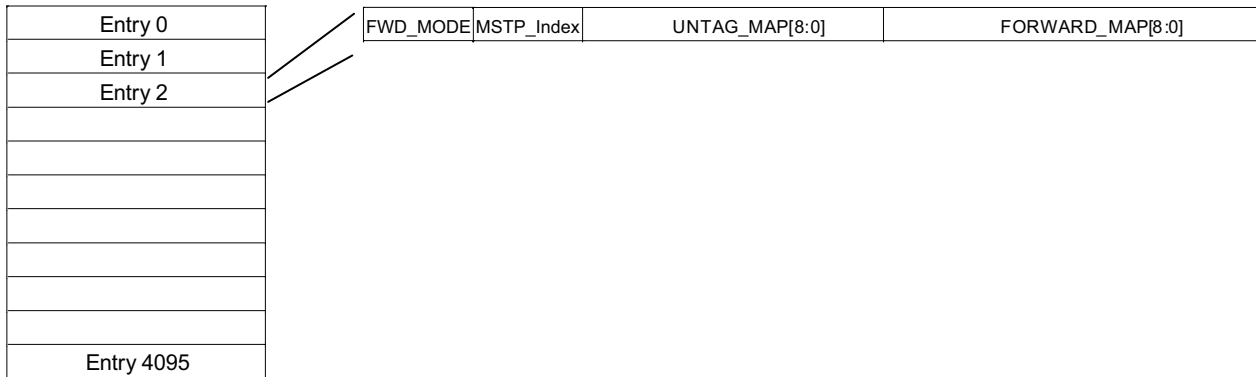 Entry 0
FWD_MODE MSTP_Index UNTAG_MAP[8:0] FORWARD_MAP[8:0]
Entry 1
Entry 2
Entry 4095